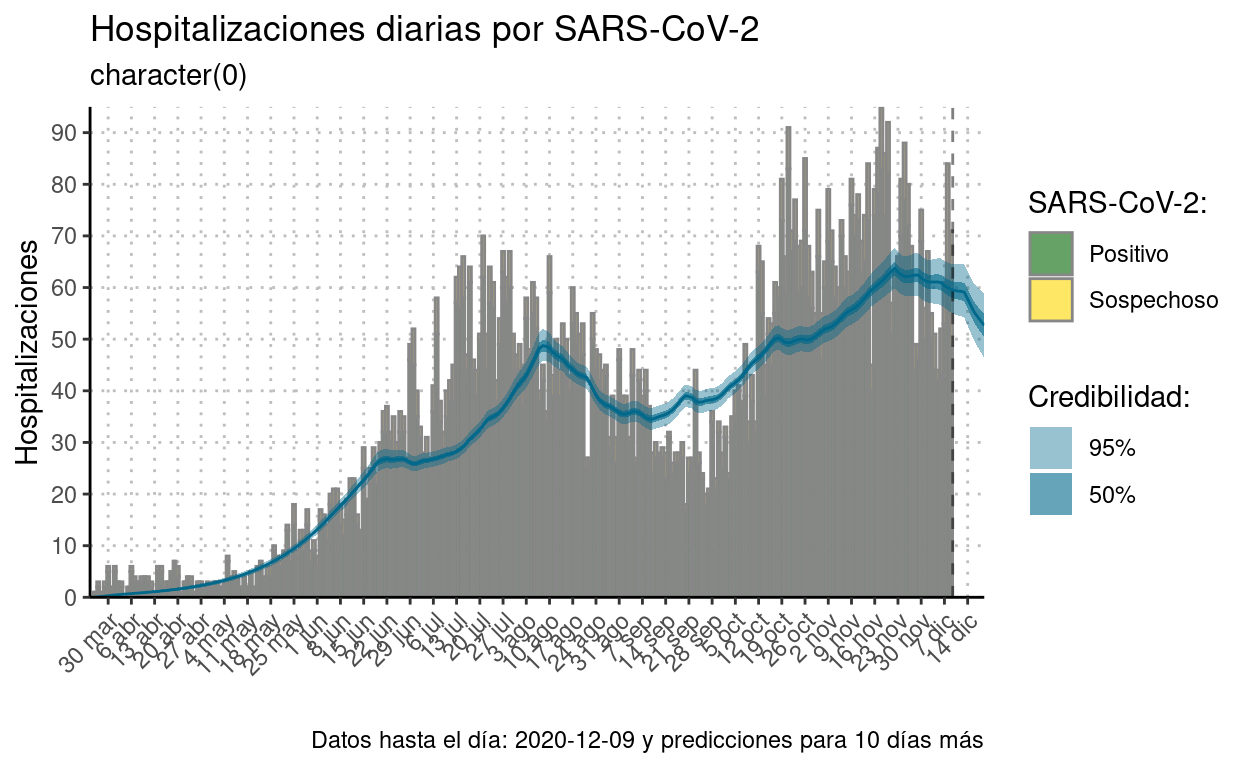 Hospitalizaciones diarias por SARS-CoV-2
character(0)
Hospitalizaciones
90
80
70
60
50
40
30
20
10
0
30 mar
6 abr
13 abr
20 abr
27 abr
4 may
11 may
18 may
25 may
1 jun
8 jun
15 jun
22 jun
29 jun
6 jul
13 jul
20 jul
27 jul
3 ago
10 ago
17 ago
24 ago
31 ago
7 sep
14 sep
21 sep
28 sep
5 oct
12 oct
19 oct
26 oct
2 nov
9 nov
16 nov
23 nov
30 nov
7 dic
14 dic
SARS-CoV-2:
Positivo
Sospechoso
Credibilidad:
95%
50%
Datos hasta el día: 2020-12-09 y predicciones para 10 días más